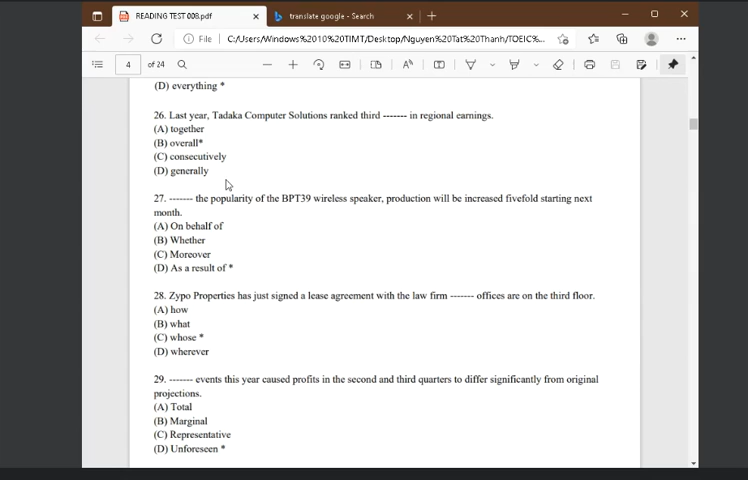 READING TEST 008.pdf
translate google - Search
File
C:/Users/Windows%2010%20TIMT/Desktop/Nguyen%20Tat%20Thanh/TOEIC%...
4 of 24
(D) everything *
26. Last year, Tadaka Computer Solutions ranked third ------- in regional earnings.
(A) together
(B) overall*
(C) consecutively
(D) generally
27. ------- the popularity of the BPT39 wireless speaker, production will be increased fivefold starting next
month.
(A) On behalf of
(B) Whether
(C) Moreover
(D) As a result of *
28. Zypo Properties has just signed a lease agreement with the law firm ------- offices are on the third floor.
(A) how
(B) what
(C) whose *
(D) wherever
29. ------- events this year caused profits in the second and third quarters to differ significantly from original
projections.
(A) Total
(B) Marginal
(C) Representative
(D) Unforeseen *